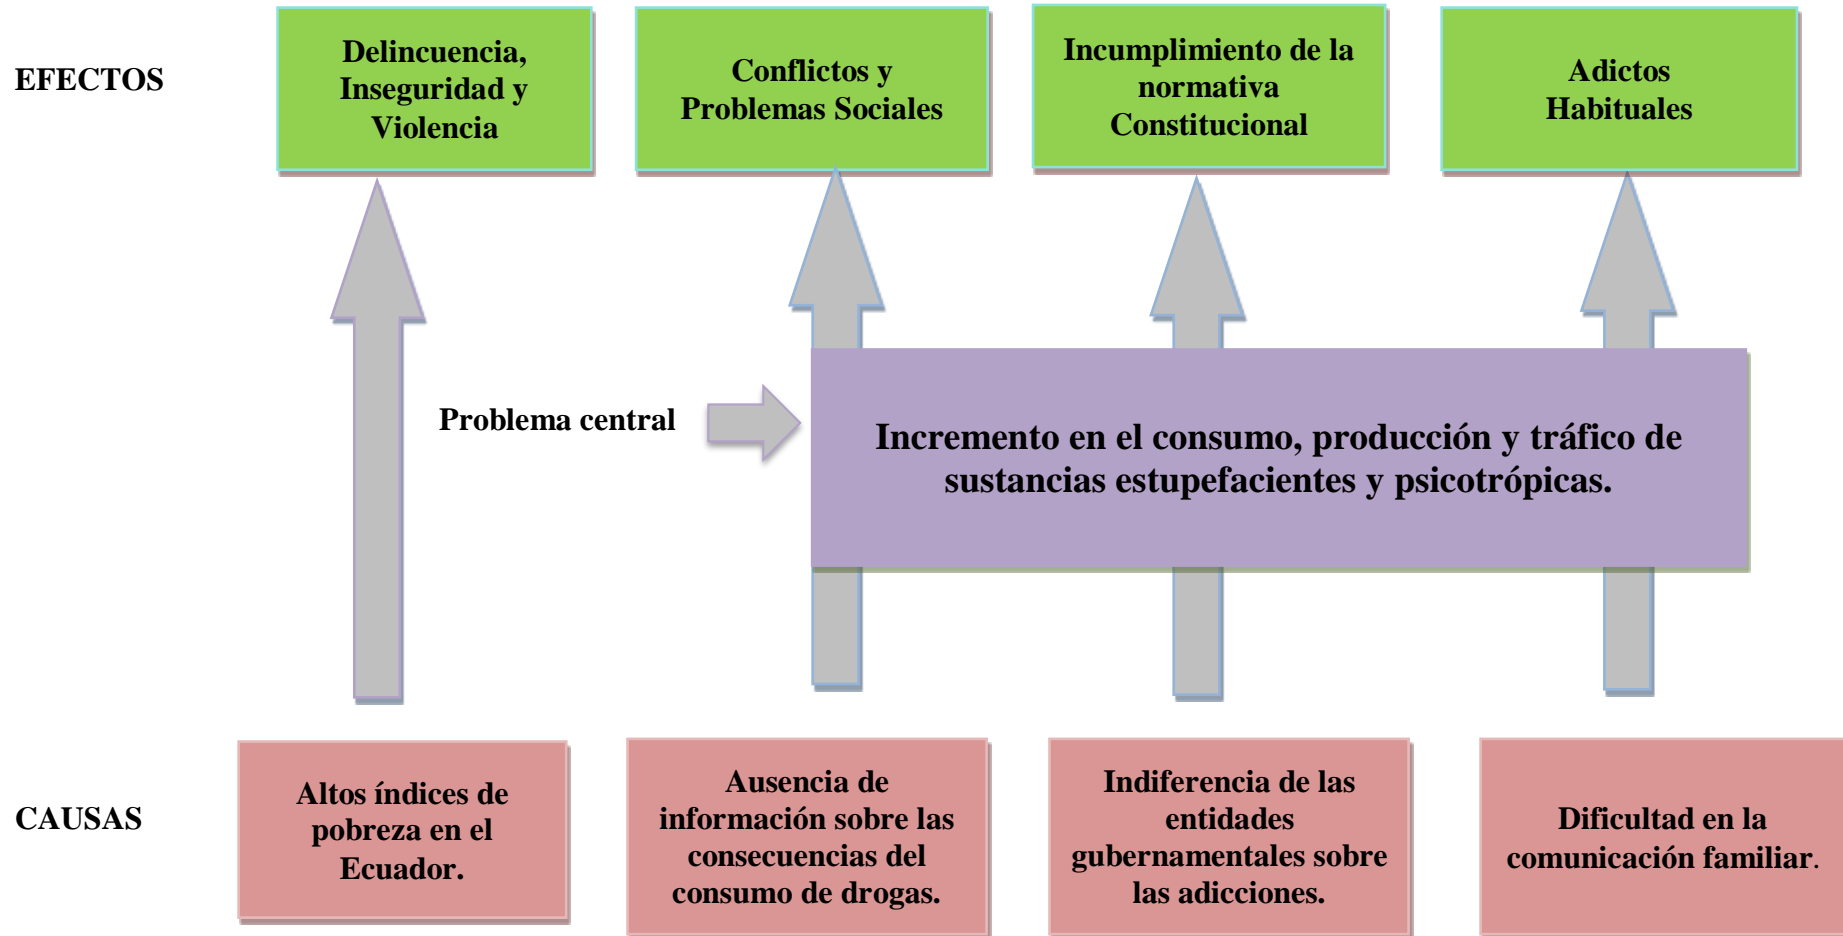 EFECTOS
Delincuencia,
Inseguridad y
Violencia
Conflictos y
Problemas Sociales
Incumplimiento de la
normativa
Constitucional
Adictos
Habituales
Problema central
Incremento en el consumo, producción y tráfico de
sustancias estupefacientes y psicotrópicas.
CAUSAS
Altos índices de
pobreza en el
Ecuador.
Ausencia de
información sobre las
consecuencias del
consumo de drogas.
Indiferencia de las
entidades
gubernamentales sobre
las adicciones.
Dificultad en la
comunicación familiar.